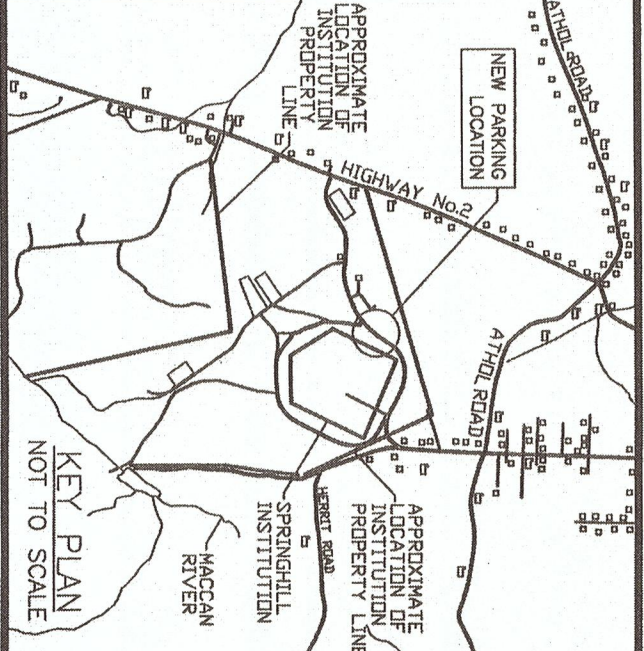 ATHOL ROAD
NEW PARKING
LOCATION
APPROXIMATE
LOCATION OF
INSTITUTION
PROPERTY
LINE
HIGHWAY No.2
ATHOL ROAD
APPROXIMATE
LOCATION OF
INSTITUTION
PROPERTY LINE
HERRIT ROAD
SPRINGHILL
INSTITUTION
MACCAN
RIVER
KEY PLAN
NOT TO SCALE